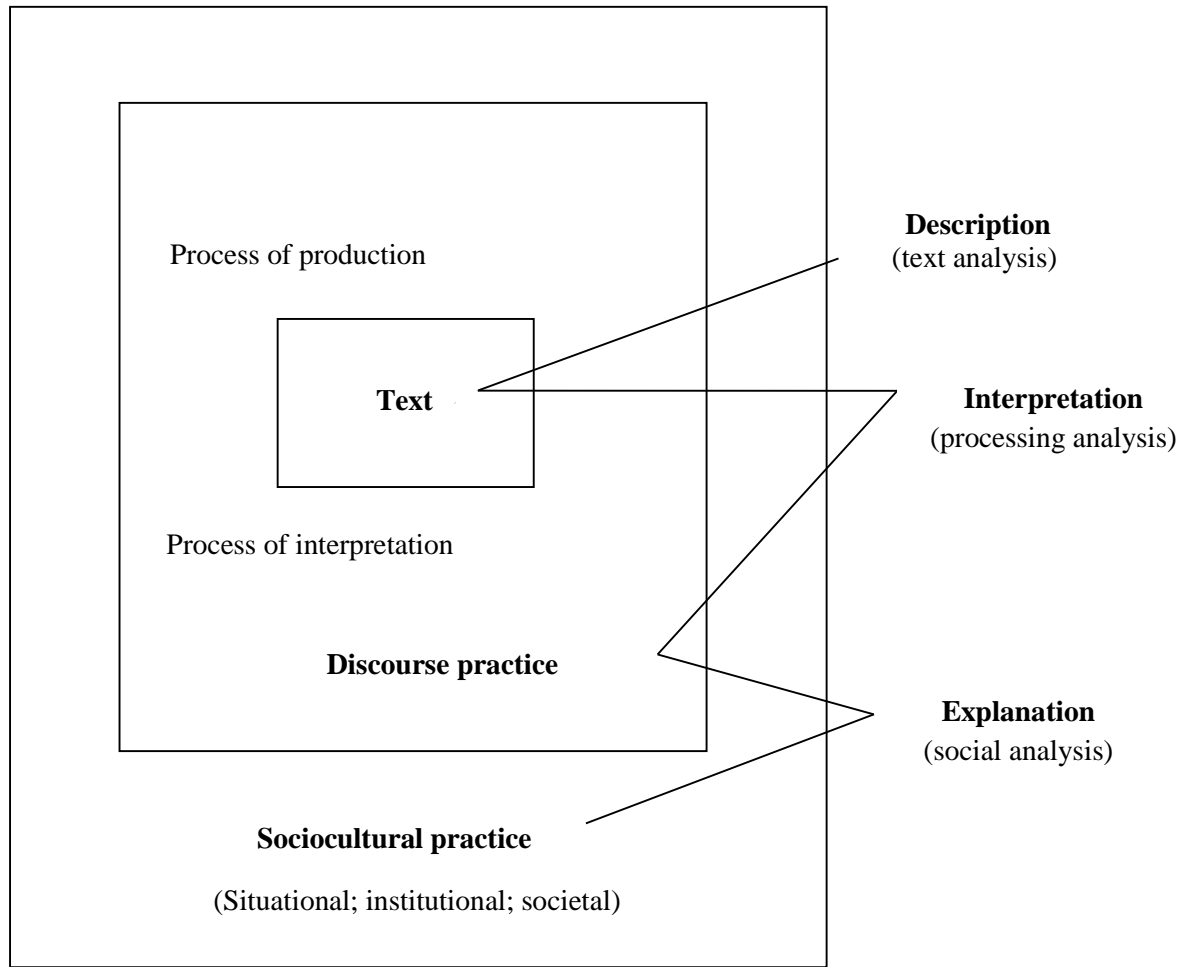 Process of production
Text
Process of interpretation
Discourse practice
Sociocultural practice
(Situational; institutional; societal)
Description
(text analysis)
Interpretation
(processing analysis)
Explanation
(social analysis)